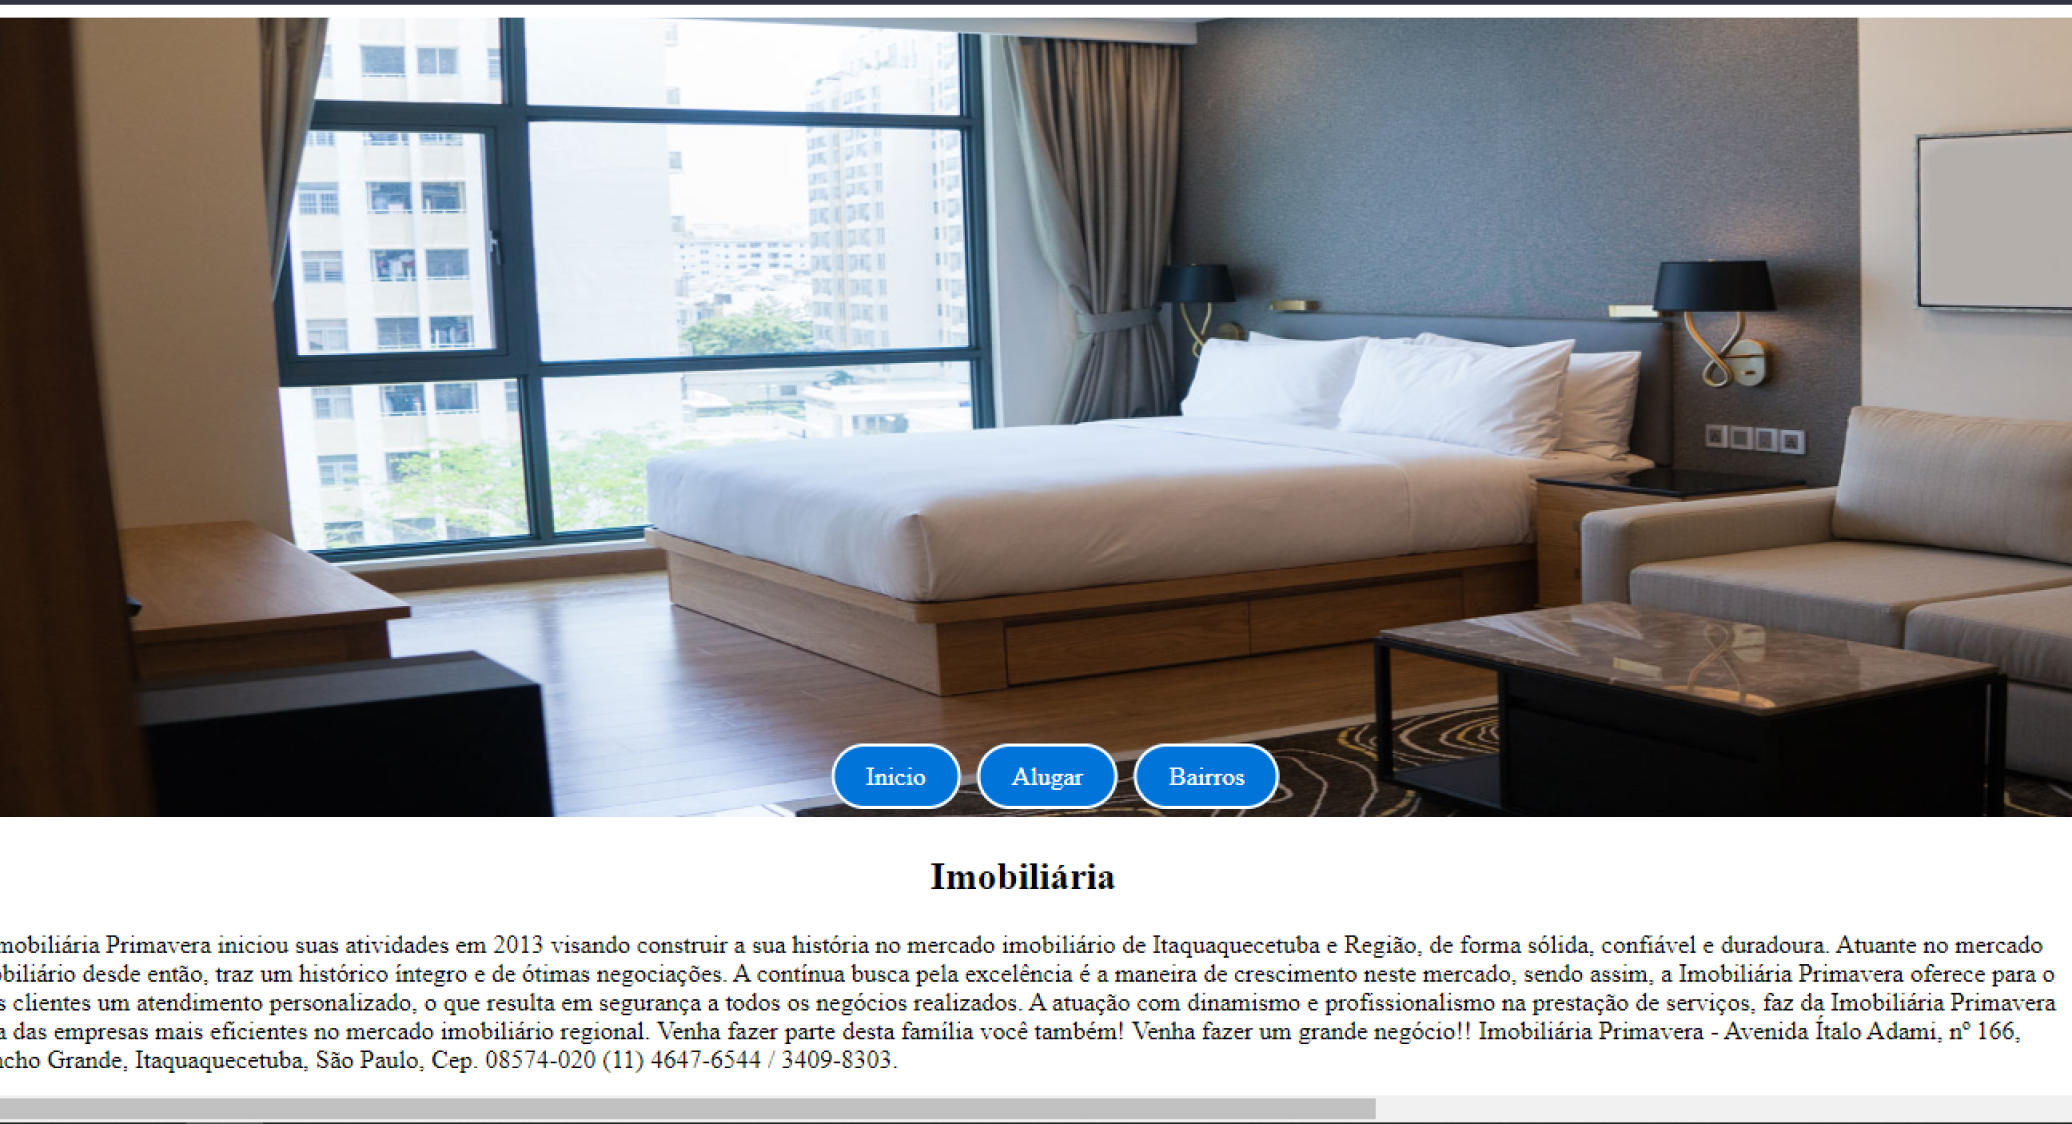 Inicio
Alugar
Bairros
Imobiliária
mobiliária Primavera iniciou suas atividades em 2013 visando construir a sua história no mercado imobiliário de Itaquaquecetuba e Região, de forma sólida, confiável e duradoura. Atuante no mercado
biliário desde então, traz um histórico íntegro e de ótimas negociações. A contínua busca pela excelência é a maneira de crescimento neste mercado, sendo assim, a Imobiliária Primavera oferece para o
s clientes um atendimento personalizado, o que resulta em segurança a todos os negócios realizados. A atuação com dinamismo e profissionalismo na prestação de serviços, faz da Imobiliária Primavera
a das empresas mais eficientes no mercado imobiliário regional. Venha fazer parte desta família você também! Venha fazer um grande negócio!! Imobiliária Primavera - Avenida Ítalo Adami, nº 166,
ncho Grande, Itaquaquecetuba, São Paulo, Cep. 08574-020 (11) 4647-6544 / 3409-8303.